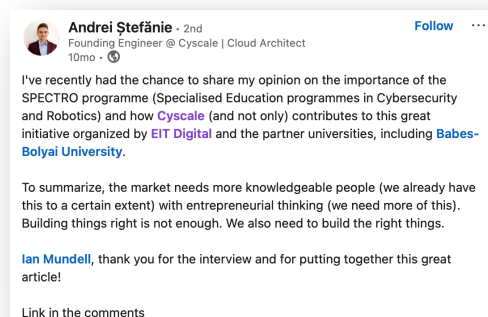 Andrei Ștefănie · 2nd
Follow ···
Founding Engineer @ Cyscale | Cloud Architect
10mo ·
I've recently had the chance to share my opinion on the importance of the
SPECTRO programme (Specialised Education programmes in Cybersecurity
and Robotics) and how Cyscale (and not only) contributes to this great
initiative organized by EIT Digital and the partner universities, including Babes-
Bolyai University.
To summarize, the market needs more knowledgeable people (we already have
this to a certain extent) with entrepreneurial thinking (we need more of this).
Building things right is not enough. We also need to build the right things.
Ian Mundell, thank you for the interview and for putting together this great
article!
Link in the comments